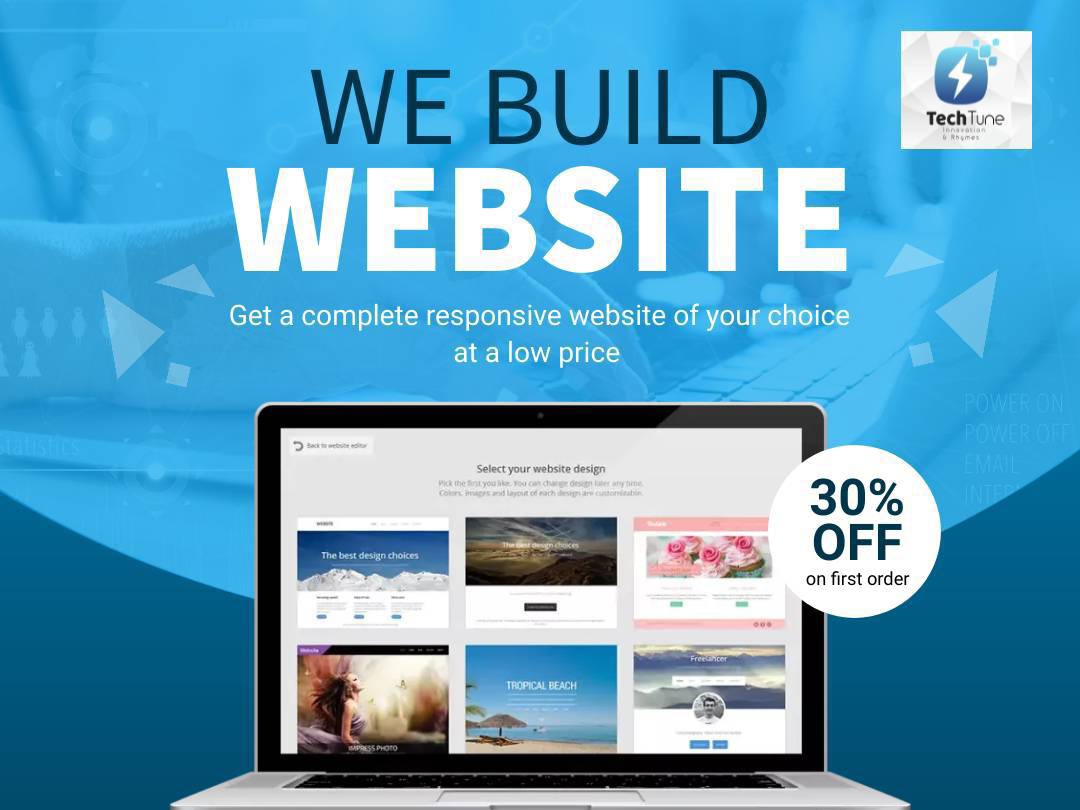 WE BUILD
WEBSITE
TechTune
Innovation
& Rhymes
Get a complete responsive website of your choice
at a low price
POWER ON
POWER OFF
EMAIL
statistics
Back to website editor
Select your website design
Pick the first you like. You can change design later any time.
Colors, images and layout of each design are customizable.
30%
OFF
on first order
WEBSITE
The best design choices
The best design choices
Website
IMPRESS PHOTO
TROPICAL BEACH
Freelancer